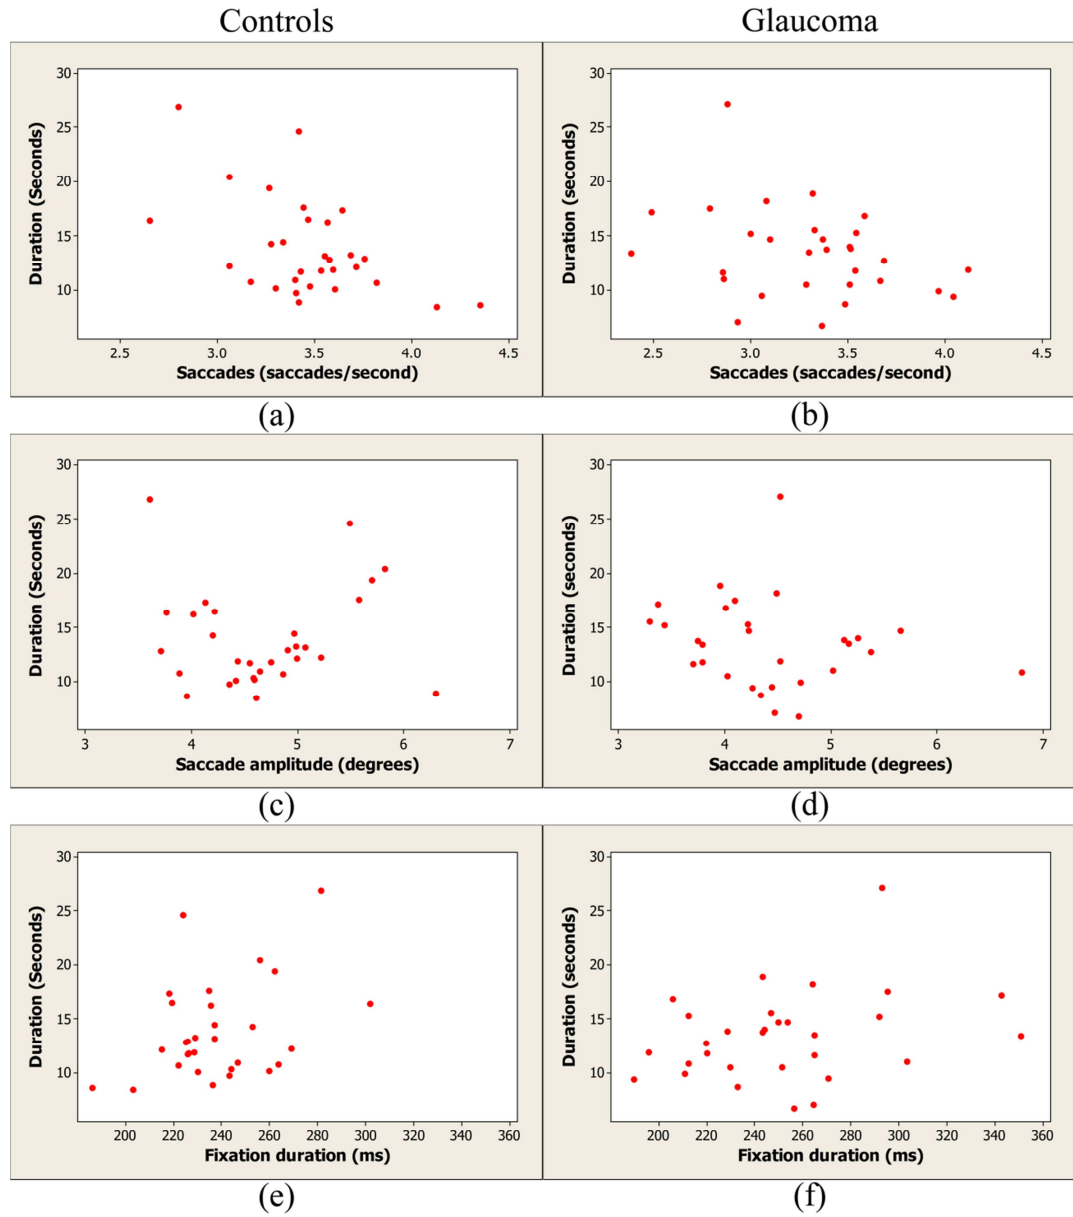 Controls Glaucoma
30 30
25 25
20 20
15 15
10 10
Duration (Seconds) Duration (seconds)
2.5 3.0 3.5 4.0 4.5 2.5 3.0 3.5 4.0 4.5
Saccades (saccades/second) Saccades (saccades/second)
(a) (b)
30 30
25 25
20 20
15 15
10 10
Duration (Seconds) Duration (seconds)
3 4 5 6 7 3 4 5 6 7
Saccade amplitude (degrees) Saccade amplitude (degrees)
(c) (d)
30 30
25 25
20 20
15 15
10 10
Duration (Seconds) Duration (seconds)
200 220 240 260 280 300 320 340 360 200 220 240 260 280 300 320 340 360
Fixation duration (ms) Fixation duration (ms)
(e) (f)